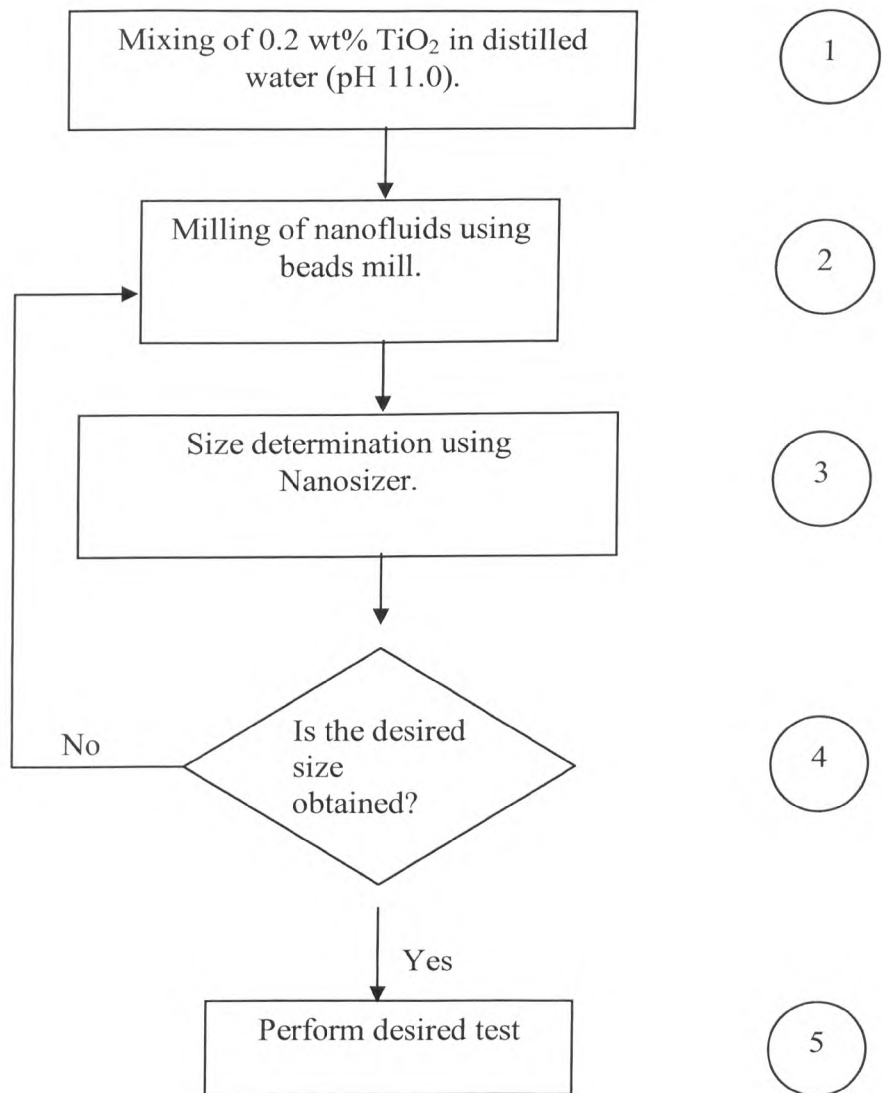 Mixing of 0.2 wt% TiO₂ in distilled
water (pH 11.0).
1
Milling of nanofluids using
beads mill.
2
Size determination using
Nanosizer.
3
Is the desired
size
obtained?
4
No
Yes
Perform desired test
5